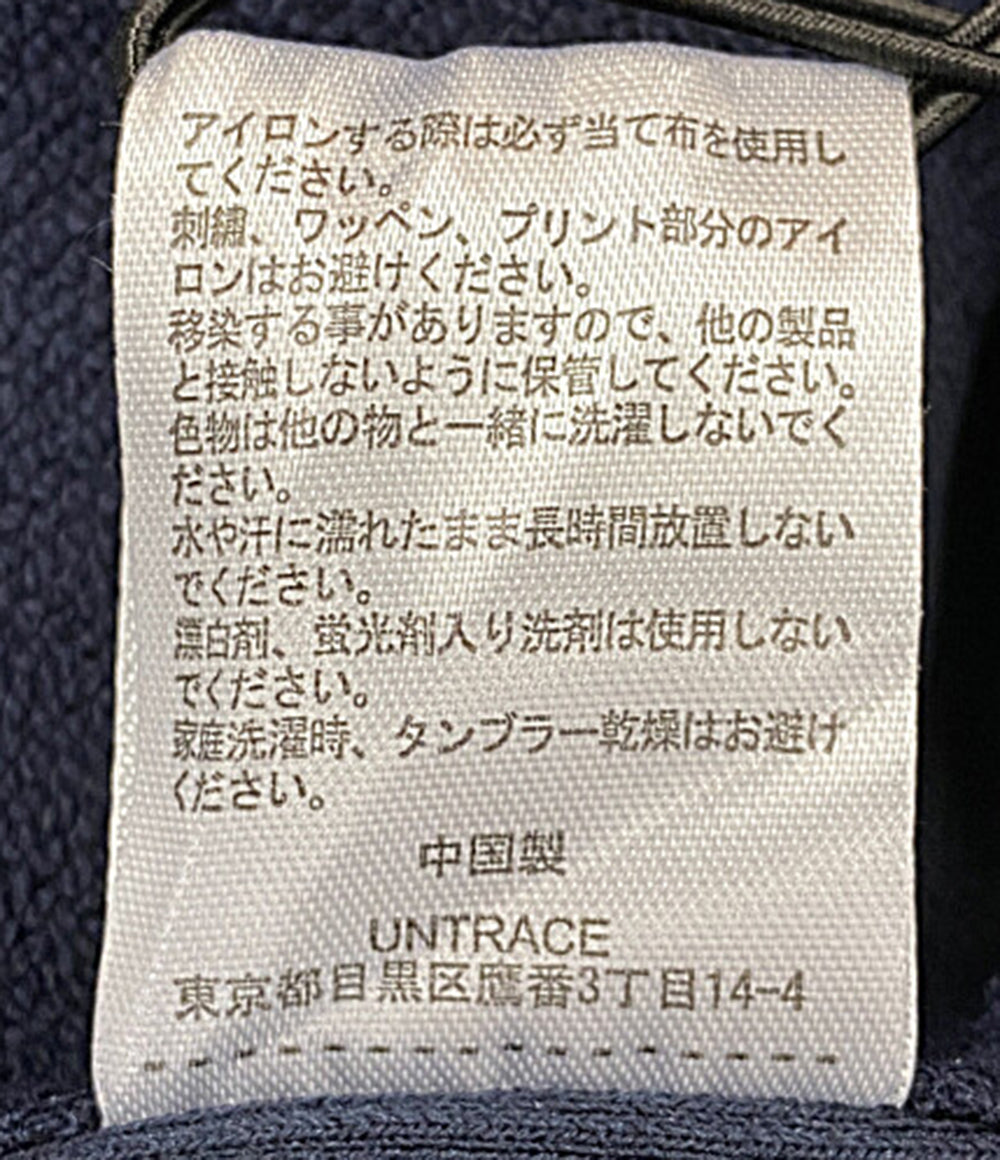 アイロンする際は必ず当て布を使用し
てください。
刺繍、ワッペン、プリント部分のアイ
ロンはお避けください。
移染する事がありますので、他の製品
と接触しないように保管してください。
色物は他の物と一緒に洗濯しないでく
ださい。
水や汗に濡れたまま長時間放置しない
でください。
漂白剤、蛍光剤入り洗剤は使用しない
でください。
家庭洗濯時、タンブラー乾燥はお避け
ください。
中国製
UNTRACE
東京都目黒区鷹番3丁目14-4